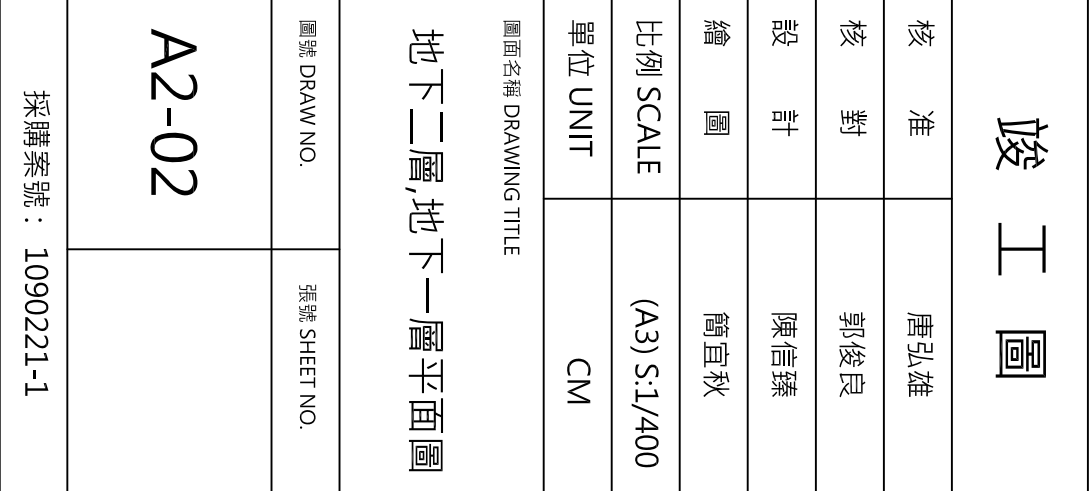 竣工圖
核准 唐弘雄
核對 郭俊良
設計 陳信臻
繪圖 簡宜秋
比例 SCALE (A3) S:1/400
單位 UNIT CM
圖面名稱 DRAWING TITLE
地下二層,地下一層平面圖
圖號 DRAW NO. 張號 SHEET NO.
A2-02
採購案號： 1090221-1